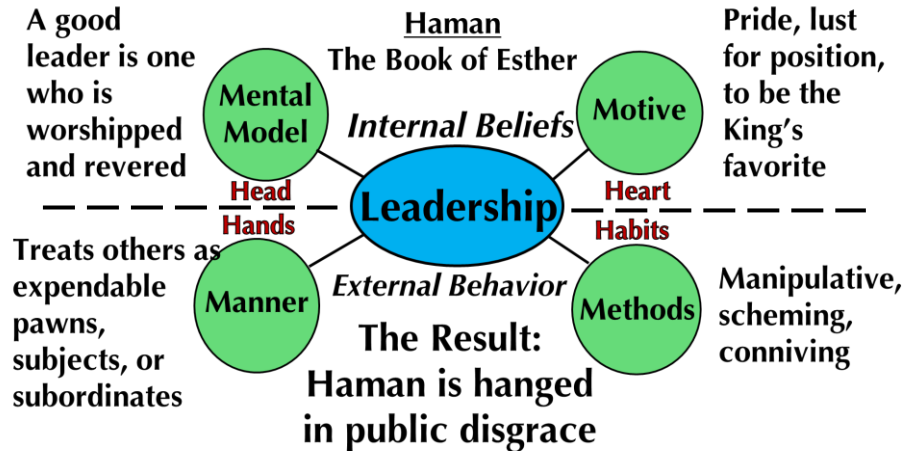 Haman
The Book of Esther
A good
leader is one
who is
worshipped
and revered
Mental
Model
Internal Beliefs
Motive
Pride, lust
for position,
to be the
King's
favorite
Head
Heart
Leadership
Hands
Habits
Treats others as
expendable
pawns,
subjects, or
subordinates
Manner
External Behavior
Methods
Manipulative,
scheming,
conniving
The Result:
Haman is hanged
in public disgrace